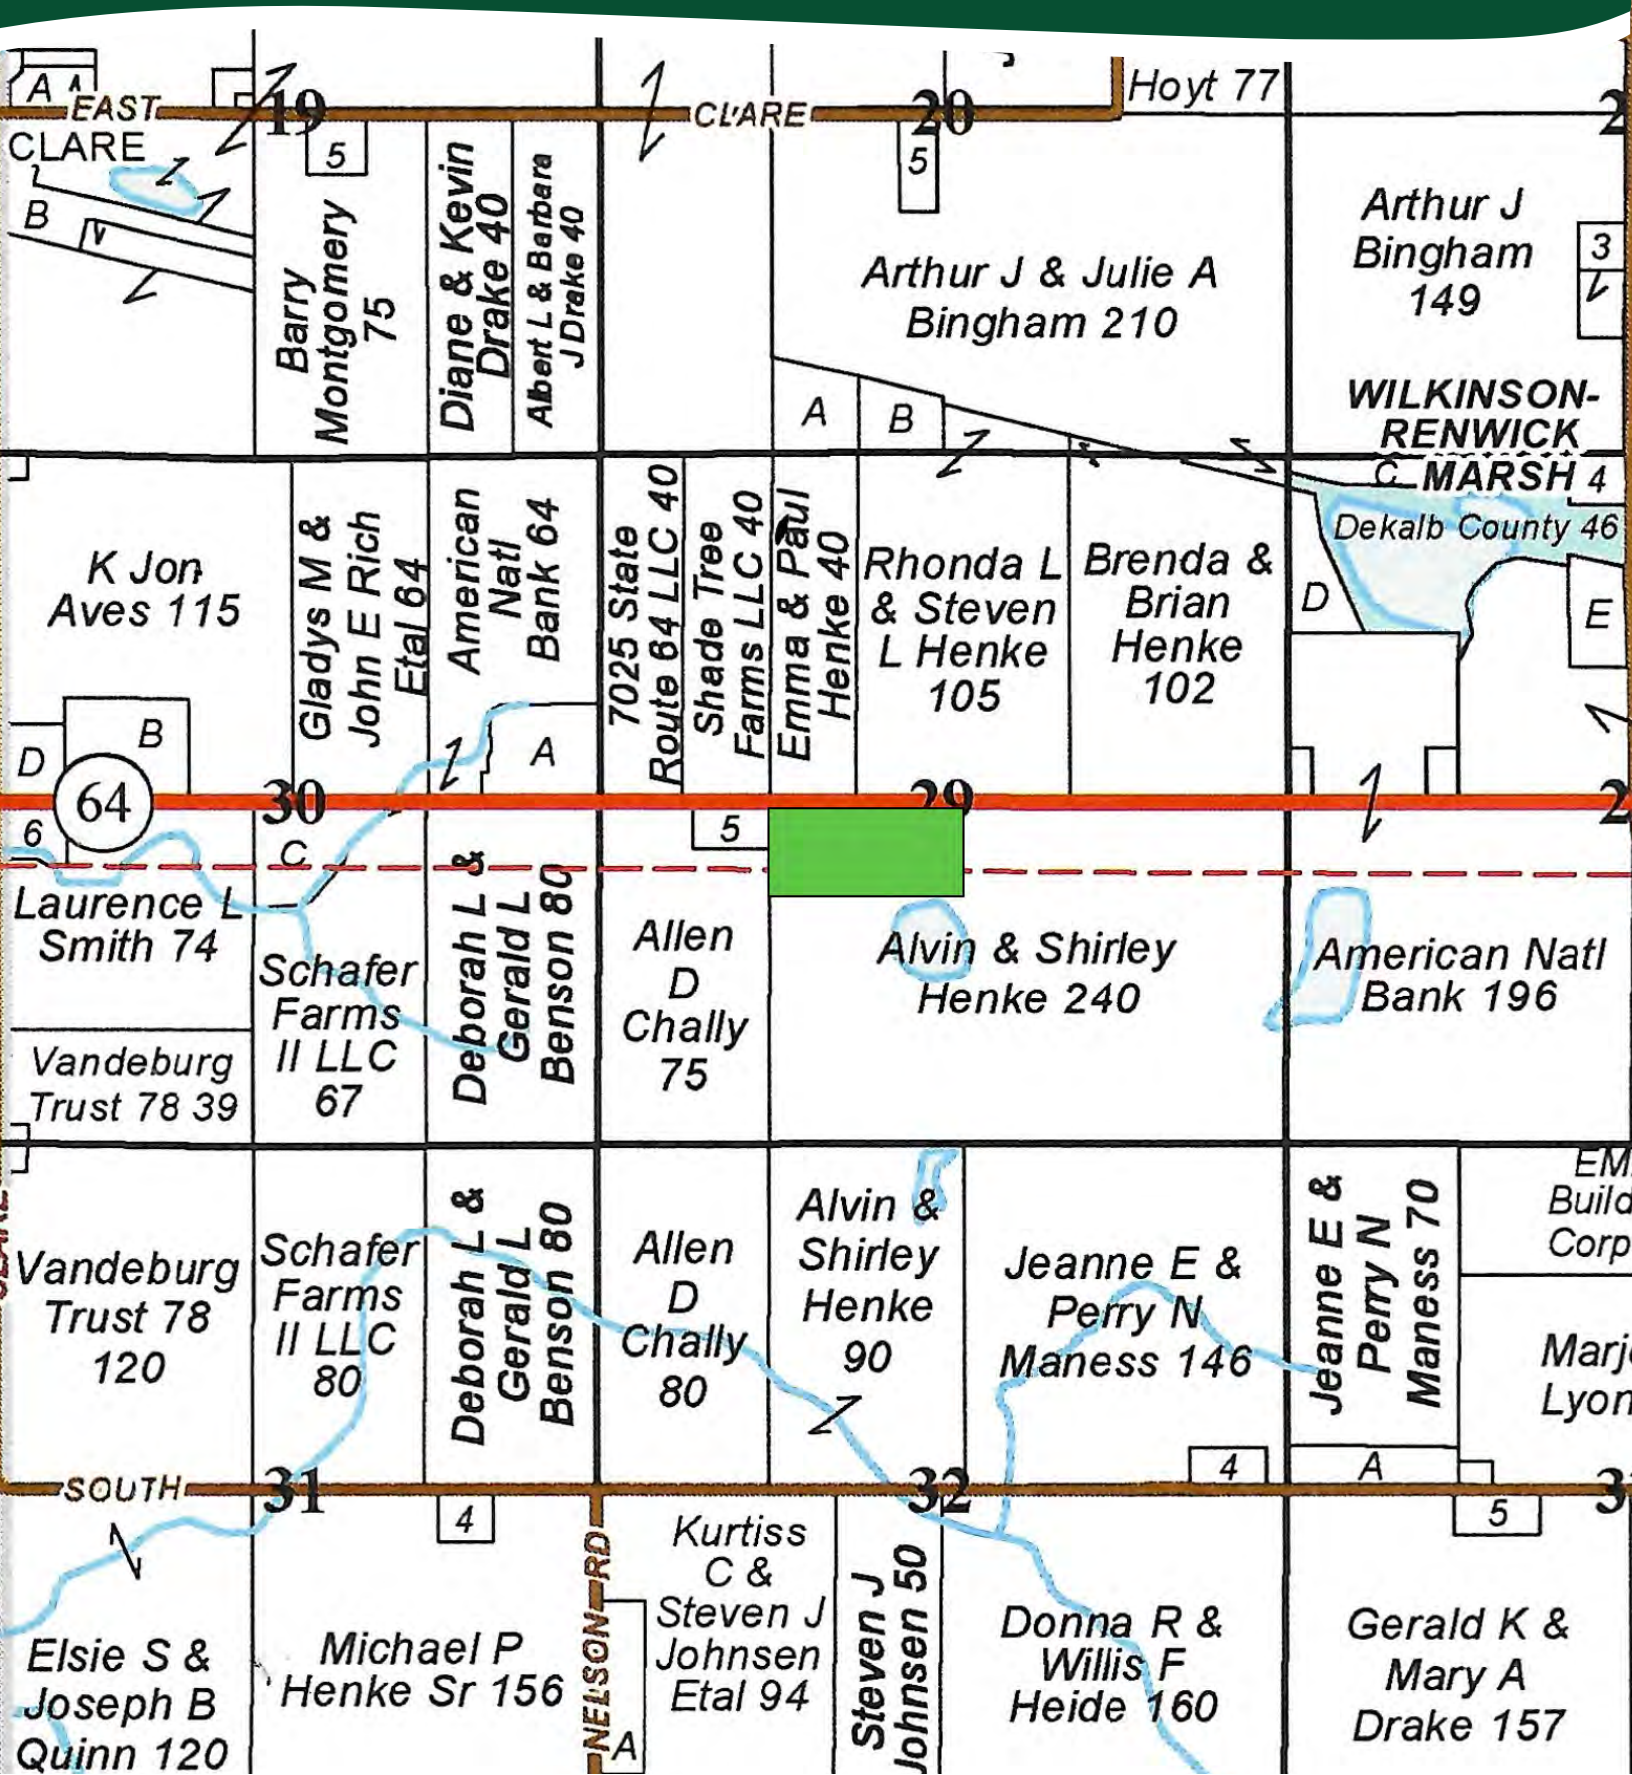 Hoyt 77
A
EAST
19
CLARE
20
CLARE
5
5
B
Barry
Montgomery
75
Diane & Kevin
Drake 40
Albert L & Barbara
J Drake 40
Arthur J & Julie A
Bingham 210
Arthur J
Bingham
149
3
A
B
WILKINSON-
RENWICK
MARSH
C
4
Dekalb County 46
K Jon
Aves 115
Gladys M &
John E Rich
Etal 64
American
Natl
Bank 64
7025 State
Route 64 LLC 40
Shade Tree
Farms LLC 40
Emma & Paul
Henke 40
Rhonda L
& Steven
L Henke
105
Brenda &
Brian
Henke
102
D
E
B
D
A
64
30
29
6
C
5
Laurence L
Smith 74
Vandeburg
Trust 78 39
Schafer
Farms
II LLC
67
Deborah L &
Gerald L
Benson 80
Allen
D
Chally
75
Alvin & Shirley
Henke 240
American Natl
Bank 196
Vandeburg
Trust 78
120
Schafer
Farms
II LLC
80
Deborah L &
Gerald L
Benson 80
Allen
D
Chally
80
Alvin &
Shirley
Henke
90
Jeanne E &
Perry N
Maness 146
Jeanne E &
Perry N
Maness 70
Build
Corp
Lyon
4
A
SOUTH
31
32
4
5
NELSON RD
A
Elsie S &
Joseph B
Quinn 120
Michael P
Henke Sr 156
Kurtiss
C &
Steven J
Johnsen
Etal 94
Steven J
Johnsen 50
Donna R &
Willis F
Heide 160
Gerald K &
Mary A
Drake 157